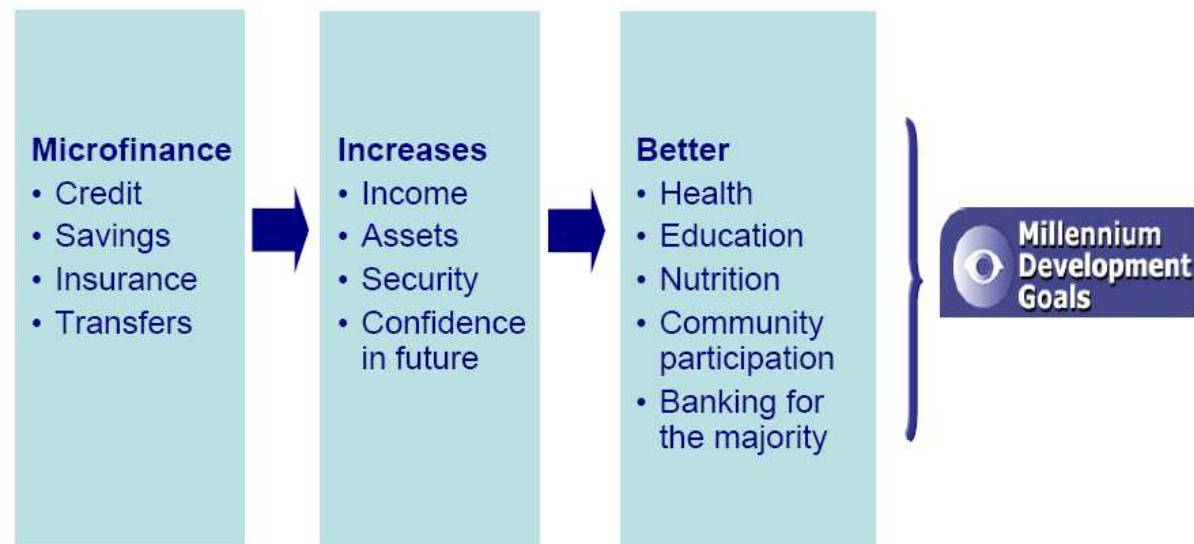 Microfinance
• Credit
• Savings
• Insurance
• Transfers
Increases
• Income
• Assets
• Security
• Confidence
in future
Better
• Health
• Education
• Nutrition
• Community
participation
• Banking for
the majority
Millennium
Development
Goals